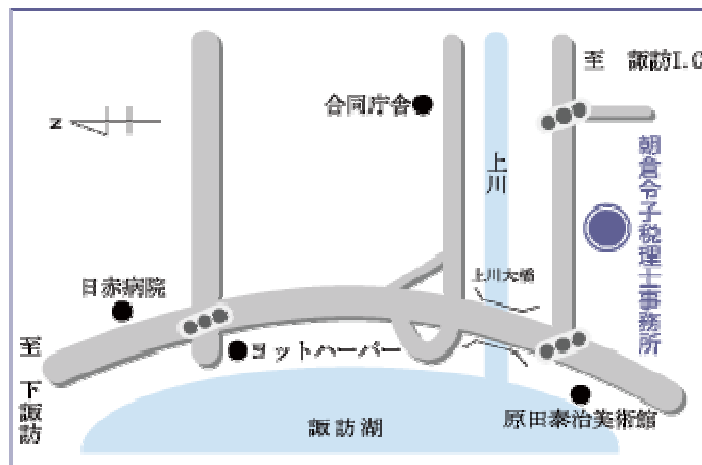 至 諏訪I.C
合同庁舎
N
上川
朝倉令子税理士事務所
上川大橋
日赤病院
ヨットハーバー
至 下諏訪
原田泰治美術館
諏訪湖